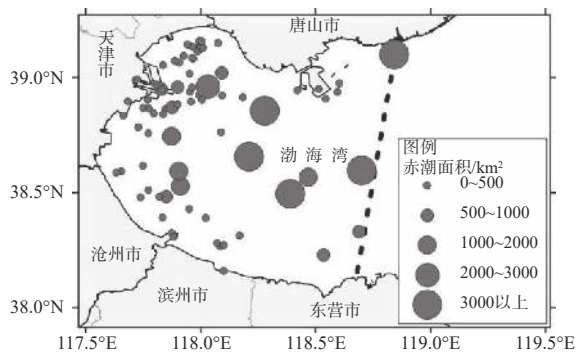 唐山市
天津市
39.0°N
渤海湾
38.5°N
沧州市
滨州市
东营市
38.0°N
图例
赤潮面积/km²
0~500
500~1000
1000~2000
2000~3000
3000以上
117.5°E
118.0°E
118.5°E
119.0°E
119.5°E